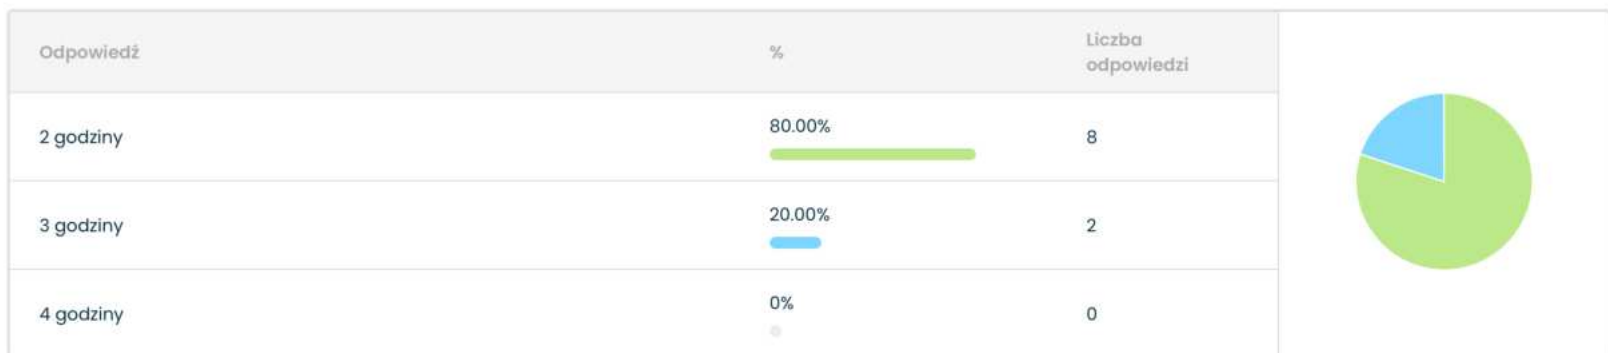 Odpowiedź % Liczba
odpowiedzi
2 godziny 80.00% 8
3 godziny 20.00% 2
4 godziny 0% 0